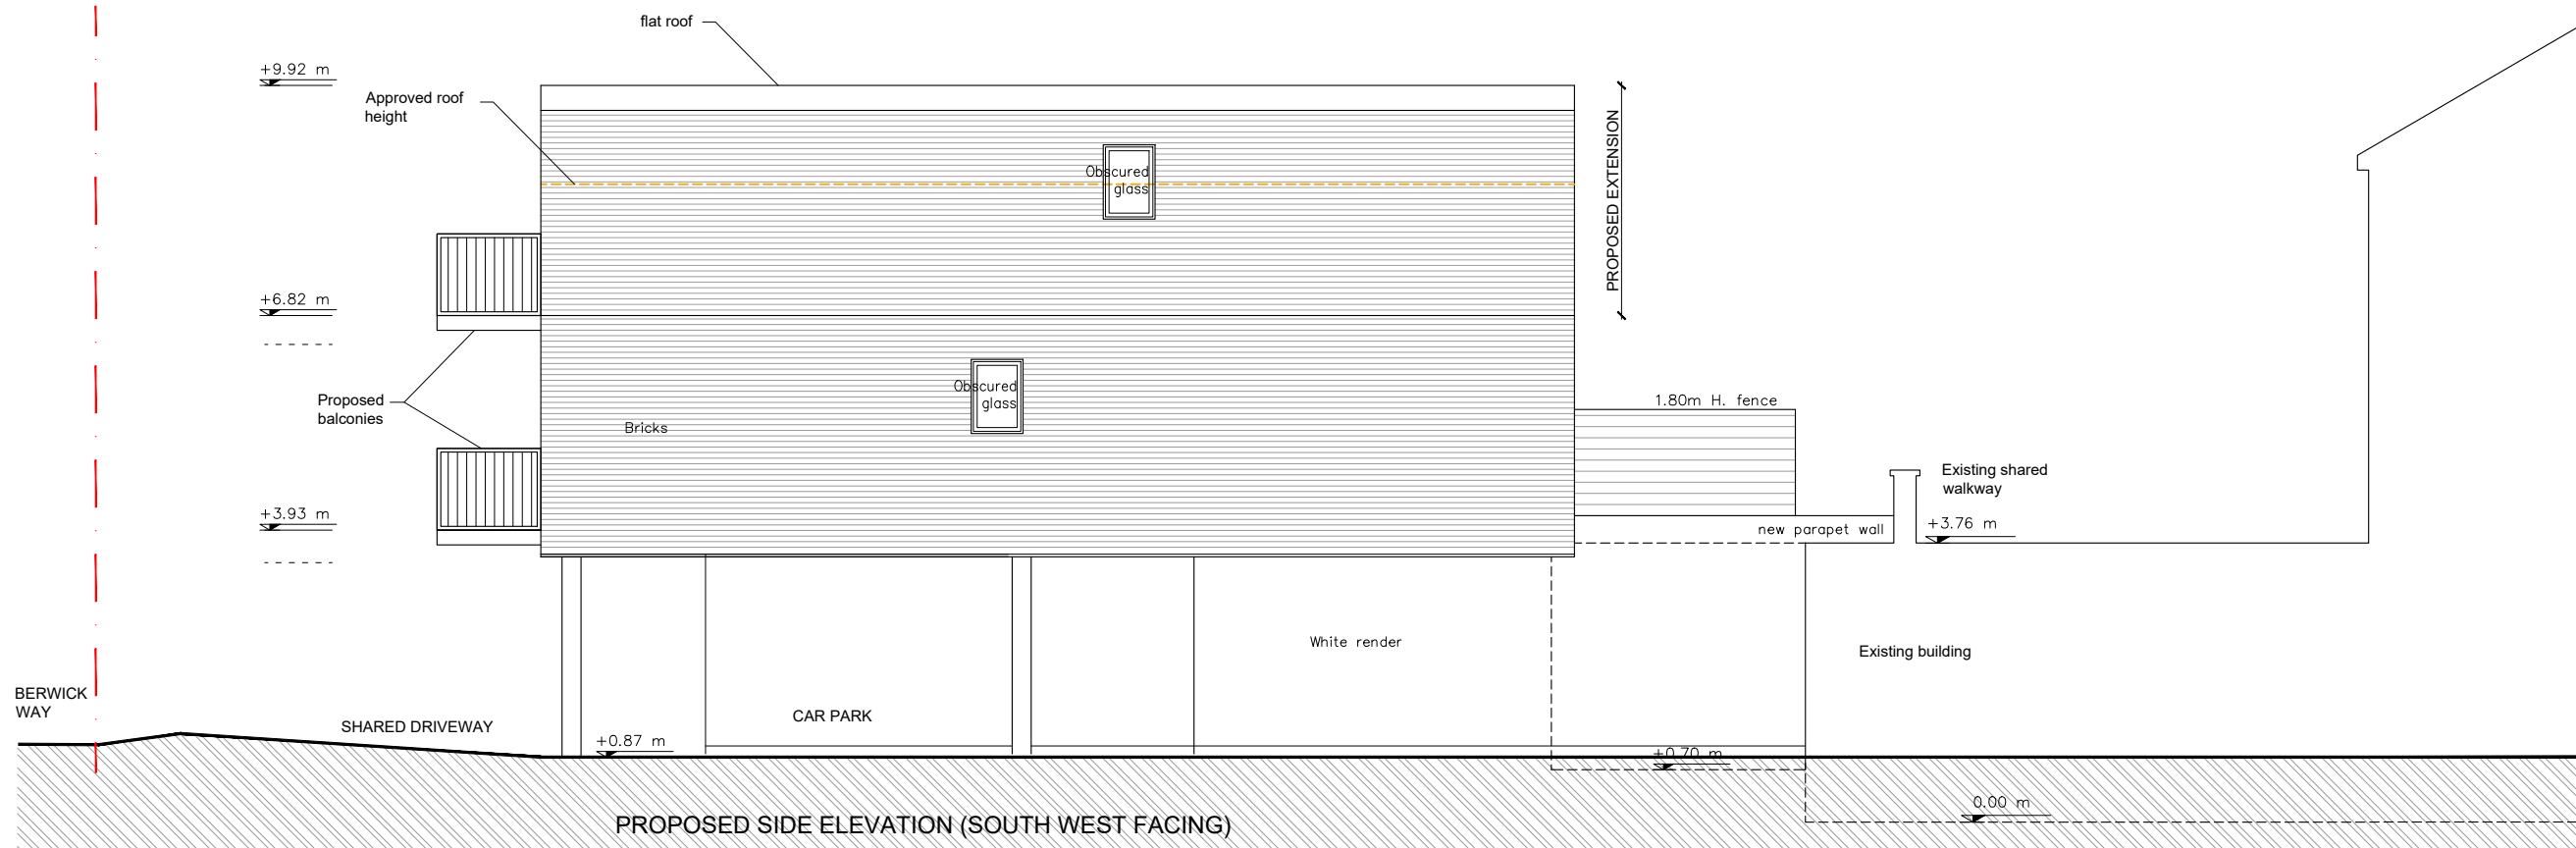 flat roof
+9.92 m
Approved roof
height
PROPOSED EXTENSION
Obscured
glass
+6.82 m
Obscured
glass
Proposed
balconies
1.80m H. fence
Bricks
Existing shared
walkway
+3.93 m
new parapet wall
+3.76 m
White render
Existing building
BERWICK
WAY
SHARED DRIVEWAY
CAR PARK
+0.87 m
+0.70 m
0.00 m
PROPOSED SIDE ELEVATION (SOUTH WEST FACING)